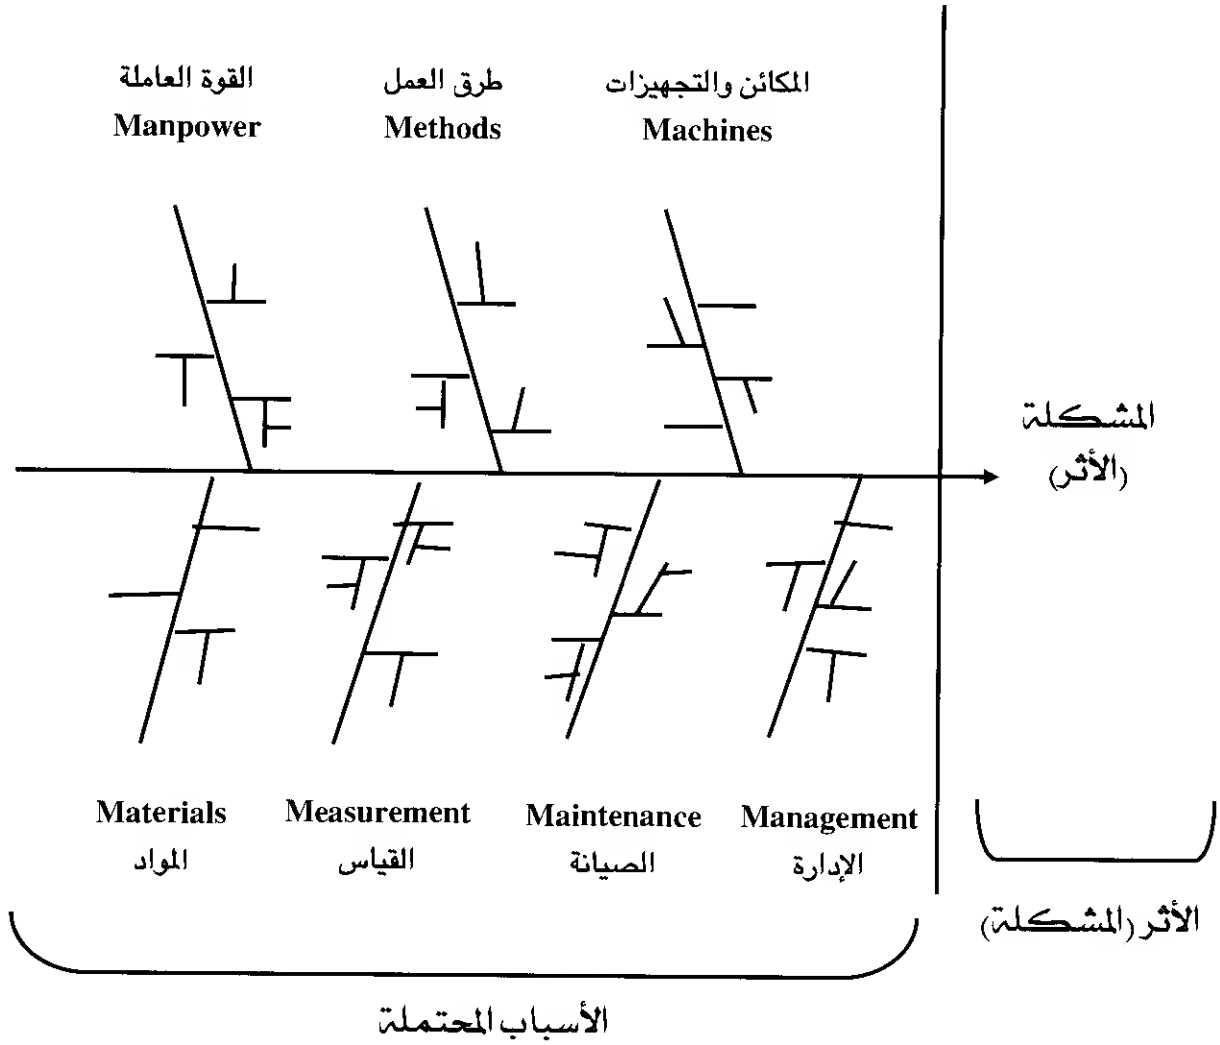 القوة العاملة
Manpower
طرق العمل
Methods
المكائن والتجهيزات
Machines
المشكلة
(الأثر)
Materials
المواد
Measurement
القياس
Maintenance
الصيانة
Management
الإدارة
الأثر (المشكلة)
الأسباب المحتملة